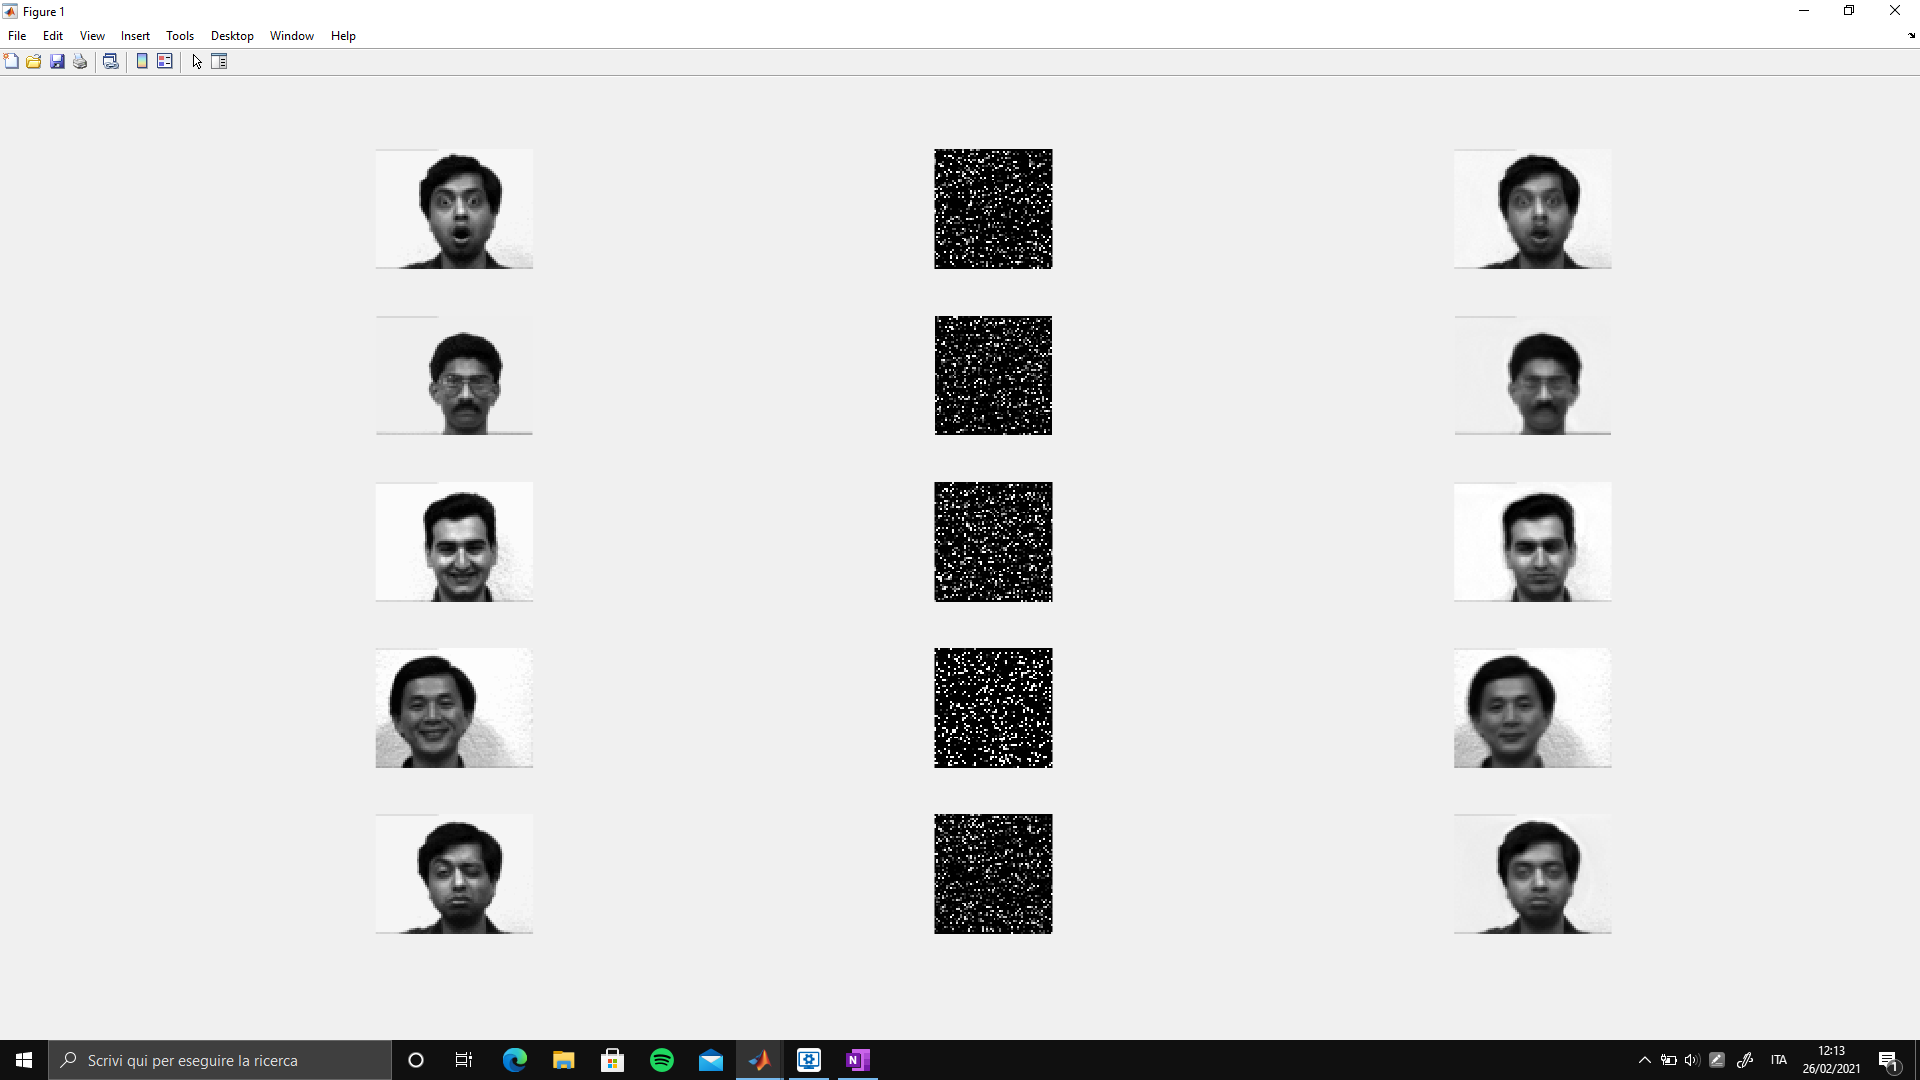 Figure 1
File Edit View Insert Tools Desktop Window Help
Scrivi qui per eseguire la ricerca
N
ITA
12:13
26/02/2021
1